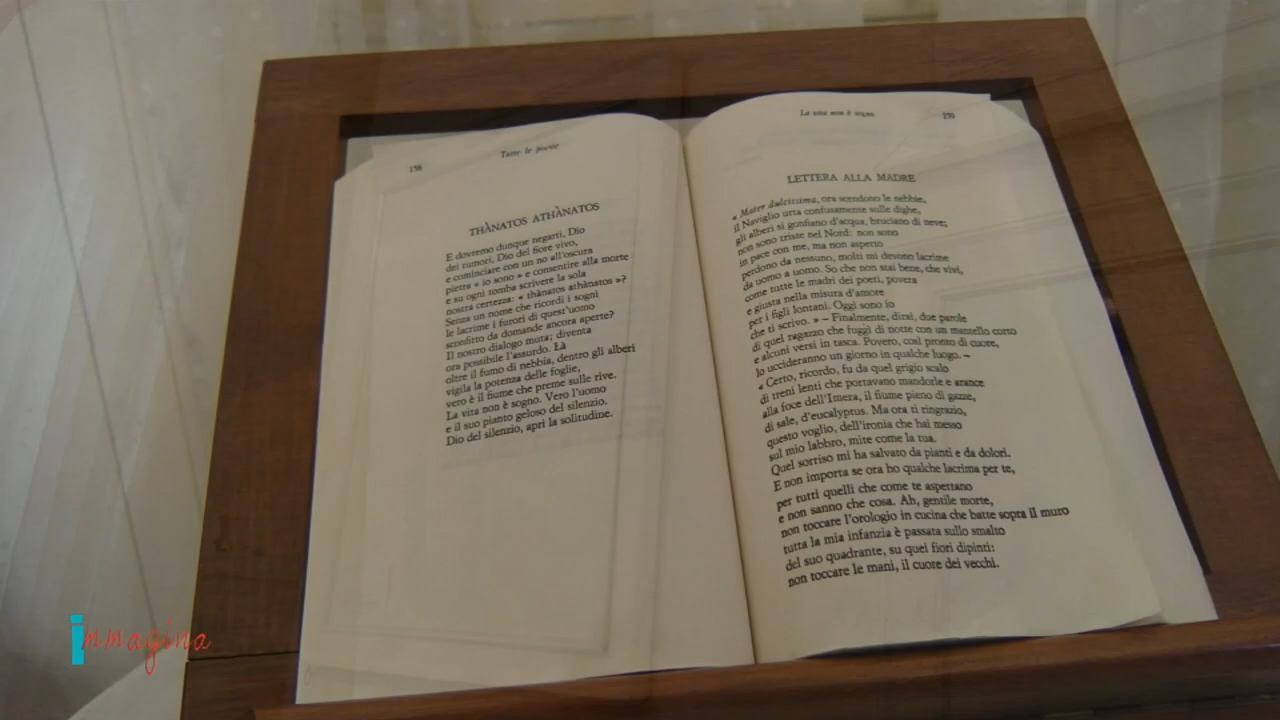 158
Tutte le poesie
THÀNATOS ATHÀNATOS
E dovremo dunque negarti, Dio
dei tumori, Dio del fiore vivo,
e cominciare con un no all'oscura
pietra « io sono » e consentire alla morte
e su ogni tomba scrivere la sola
nostra certezza: « thànatos athànatos »?
Senza un nome che ricordi i sogni
le lacrime i furori di quest'uomo
sconfitto da domande ancora aperte?
Il nostro dialogo muta; diventa
ora possibile l'assurdo. Là
oltre il fumo di nebbia, dentro gli alberi
vigila la potenza delle foglie,
vero è il fiume che preme sulle rive.
La vita non è sogno. Vero l'uomo
e il suo pianto geloso del silenzio.
Dio del silenzio, apri la solitudine.
La vita non è sogno
159
LETTERA ALLA MADRE
« Mater dulcissima, ora scendono le nebbie,
il Naviglio urta confusamente sulle dighe,
gli alberi si gonfiano d'acqua, bruciano di neve;
non sono triste nel Nord: non sono
in pace con me, ma non aspetto
perdono da nessuno, molti mi devono lacrime
da uomo a uomo. So che non stai bene, che vivi,
come tutte le madri dei poeti, povera
e giusta nella misura d'amore
per i figli lontani. Oggi sono io
che ti scrivo. » – Finalmente, dirai, due parole
di quel ragazzo che fuggì di notte con un mantello corto
e alcuni versi in tasca. Povero, così pronto di cuore,
lo uccideranno un giorno in qualche luogo. –
« Certo, ricordo, fu da quel grigio scalo
di treni lenti che portavano mandorle e arance
alla foce dell'Imera, il fiume pieno di gazze,
di sale, d'eucalyptus. Ma ora ti ringrazio,
questo voglio, dell'ironia che hai messo
sul mio labbro, mite come la tua.
Quel sorriso mi ha salvato da pianti e da dolori.
E non importa se ora ho qualche lacrima per te,
per tutti quelli che come te aspettano
e non sanno che cosa. Ah, gentile morte,
non toccare l'orologio in cucina che batte sopra il muro
tutta la mia infanzia è passata sullo smalto
del suo quadrante, su quei fiori dipinti:
non toccare le mani, il cuore dei vecchi.
immagina